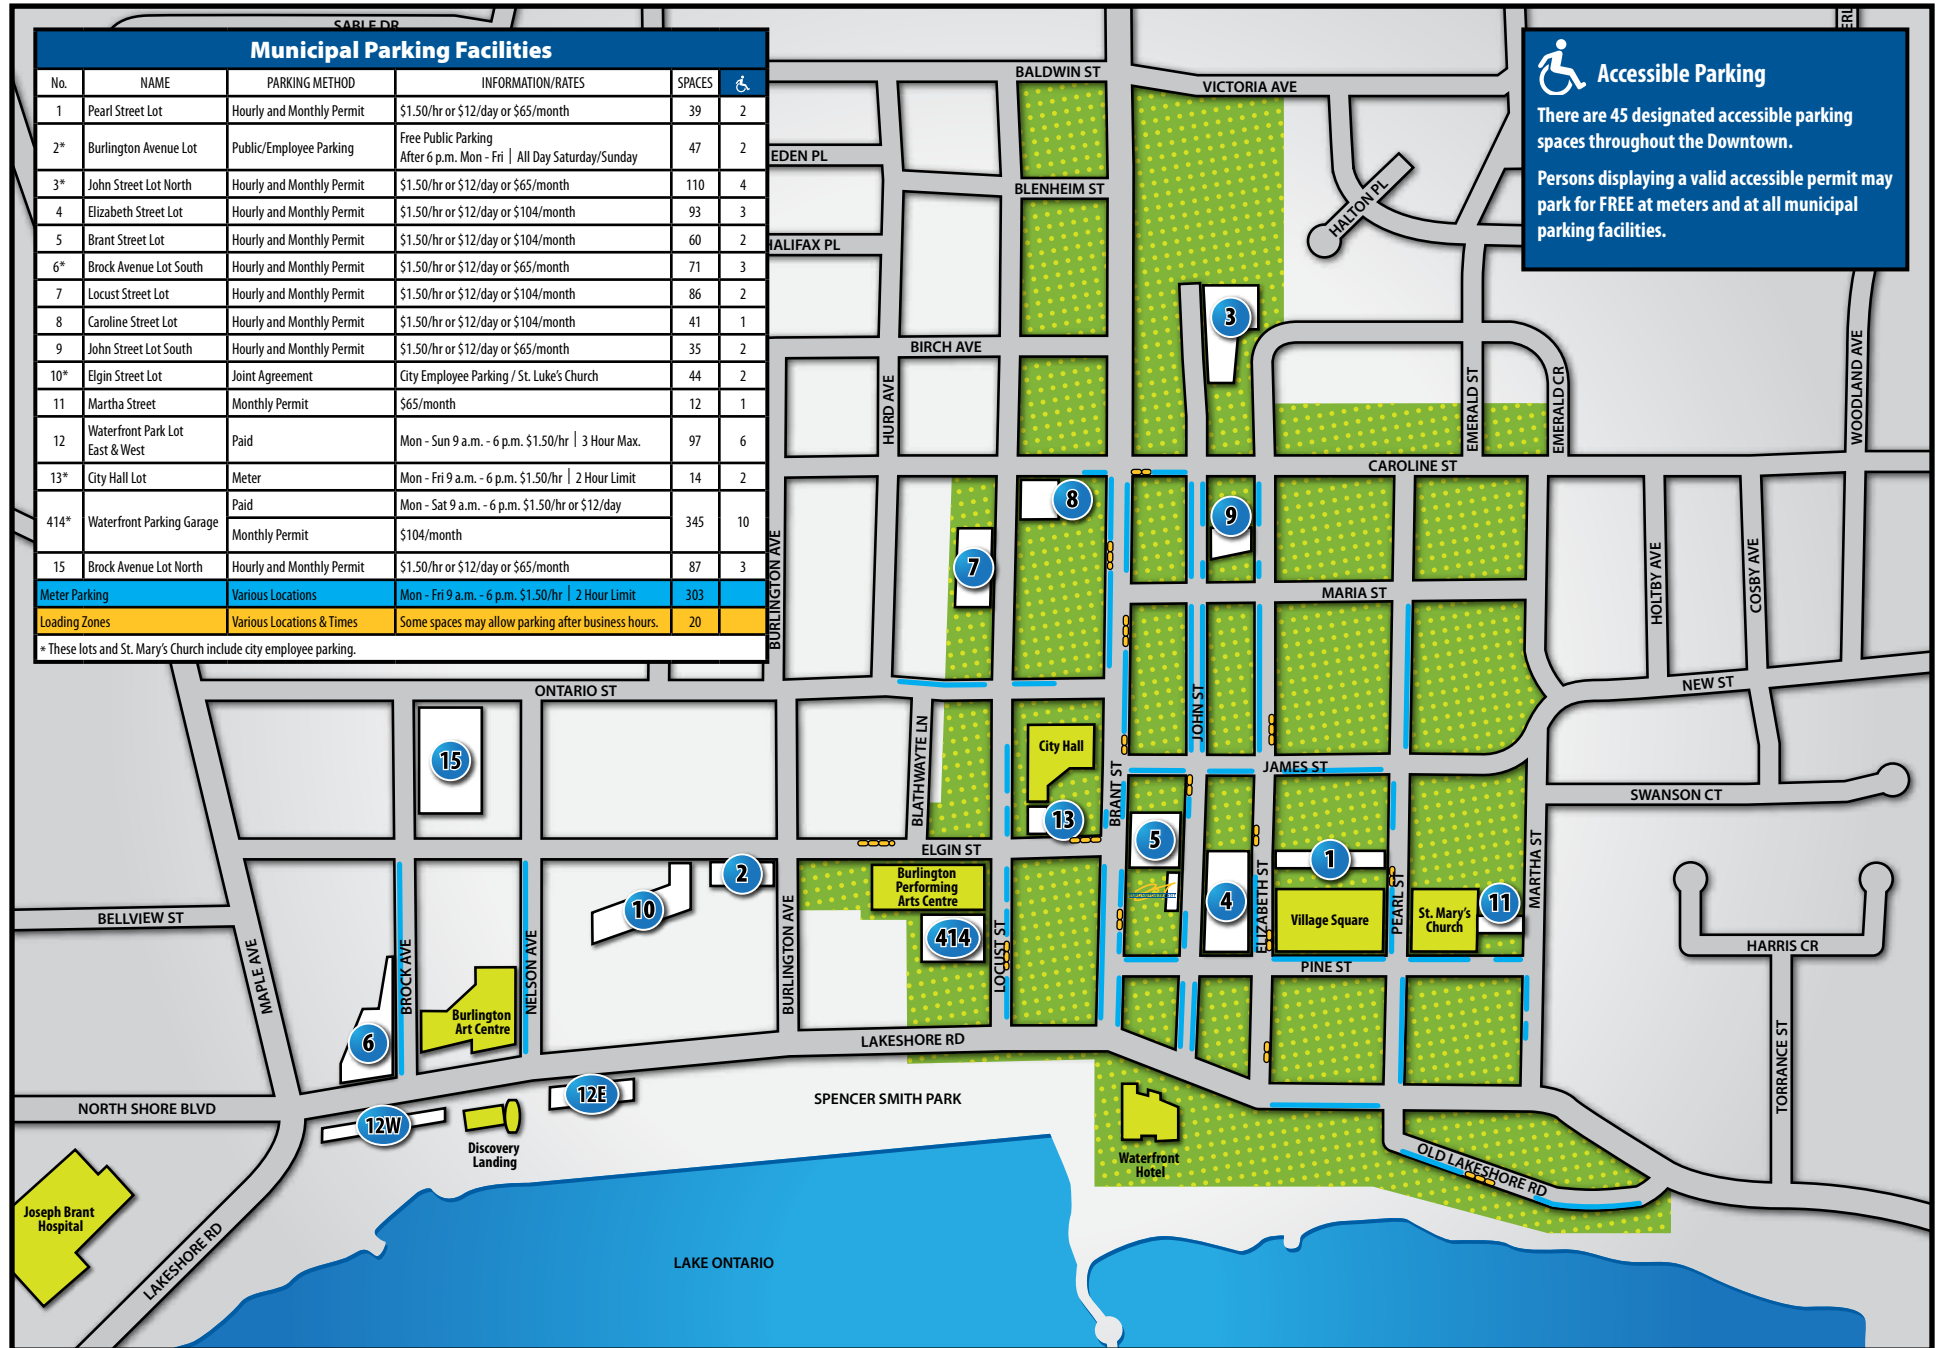 SABLE DR
Municipal Parking Facilities
No. NAME PARKING METHOD INFORMATION/RATES SPACES
1 Pearl Street Lot Hourly and Monthly Permit $1.50/hr or $12/day or $65/month 39 2
2* Burlington Avenue Lot Public/Employee Parking Free Public Parking
After 6 p.m. Mon - Fri | All Day Saturday/Sunday 47 2
3* John Street Lot North Hourly and Monthly Permit $1.50/hr or $12/day or $65/month 110 4
4 Elizabeth Street Lot Hourly and Monthly Permit $1.50/hr or $12/day or $104/month 93 3
5 Brant Street Lot Hourly and Monthly Permit $1.50/hr or $12/day or $104/month 60 2
6* Brock Avenue Lot South Hourly and Monthly Permit $1.50/hr or $12/day or $65/month 71 3
7 Locust Street Lot Hourly and Monthly Permit $1.50/hr or $12/day or $104/month 86 2
8 Caroline Street Lot Hourly and Monthly Permit $1.50/hr or $12/day or $104/month 41 1
9 John Street Lot South Hourly and Monthly Permit $1.50/hr or $12/day or $65/month 35 2
10* Elgin Street Lot Joint Agreement City Employee Parking / St. Luke's Church 44 2
11 Martha Street Monthly Permit $65/month 12 1
12 Waterfront Park Lot
East & West Paid Mon - Sun 9 a.m. - 6 p.m. $1.50/hr | 3 Hour Max. 97 6
13* City Hall Lot Meter Mon - Fri 9 a.m. - 6 p.m. $1.50/hr | 2 Hour Limit 14 2
414* Waterfront Parking Garage Paid Mon - Sat 9 a.m. - 6 p.m. $1.50/hr or $12/day 345 10
Monthly Permit $104/month
15 Brock Avenue Lot North Hourly and Monthly Permit $1.50/hr or $12/day or $65/month 87 3
Meter Parking Various Locations Mon - Fri 9 a.m. - 6 p.m. $1.50/hr | 2 Hour Limit 303
Loading Zones Various Locations & Times Some spaces may allow parking after business hours. 20
* These lots and St. Mary's Church include city employee parking.
Accessible Parking
There are 45 designated accessible parking
spaces throughout the Downtown.
Persons displaying a valid accessible permit may
park for FREE at meters and at all municipal
parking facilities.
BALDWIN ST
VICTORIA AVE
EDEN PL
BLENHEIM ST
HALTON PL
HALIFAX PL
3
BIRCH AVE
HURD AVE
EMERALD ST
EMERALD CR
WOODLAND AVE
CAROLINE ST
8
9
7
BURLINGTON AVE
MARIA ST
HOLTBY AVE
COSBY AVE
ONTARIO ST
NEW ST
JOHN ST
BLATHWAYTE LN
City Hall
15
JAMES ST
BRANT ST
SWANSON CT
13
5
ELGIN ST
1
MARTHA ST
2
Burlington
Performing
Arts Centre
10
414
4
ELIZABETH ST
Village Square
PEARL ST
St. Mary's
Church
11
BELLVIEW ST
MAPLE AVE
BROCK AVE
NELSON AVE
BURLINGTON AVE
LOCUST ST
PINE ST
HARRIS CR
6
Burlington
Art Centre
LAKESHORE RD
TORRANCE ST
12E
SPENCER SMITH PARK
NORTH SHORE BLVD
12W
Discovery
Landing
Waterfront
Hotel
OLD LAKESHORE RD
Joseph Brant
Hospital
LAKESHORE RD
LAKE ONTARIO